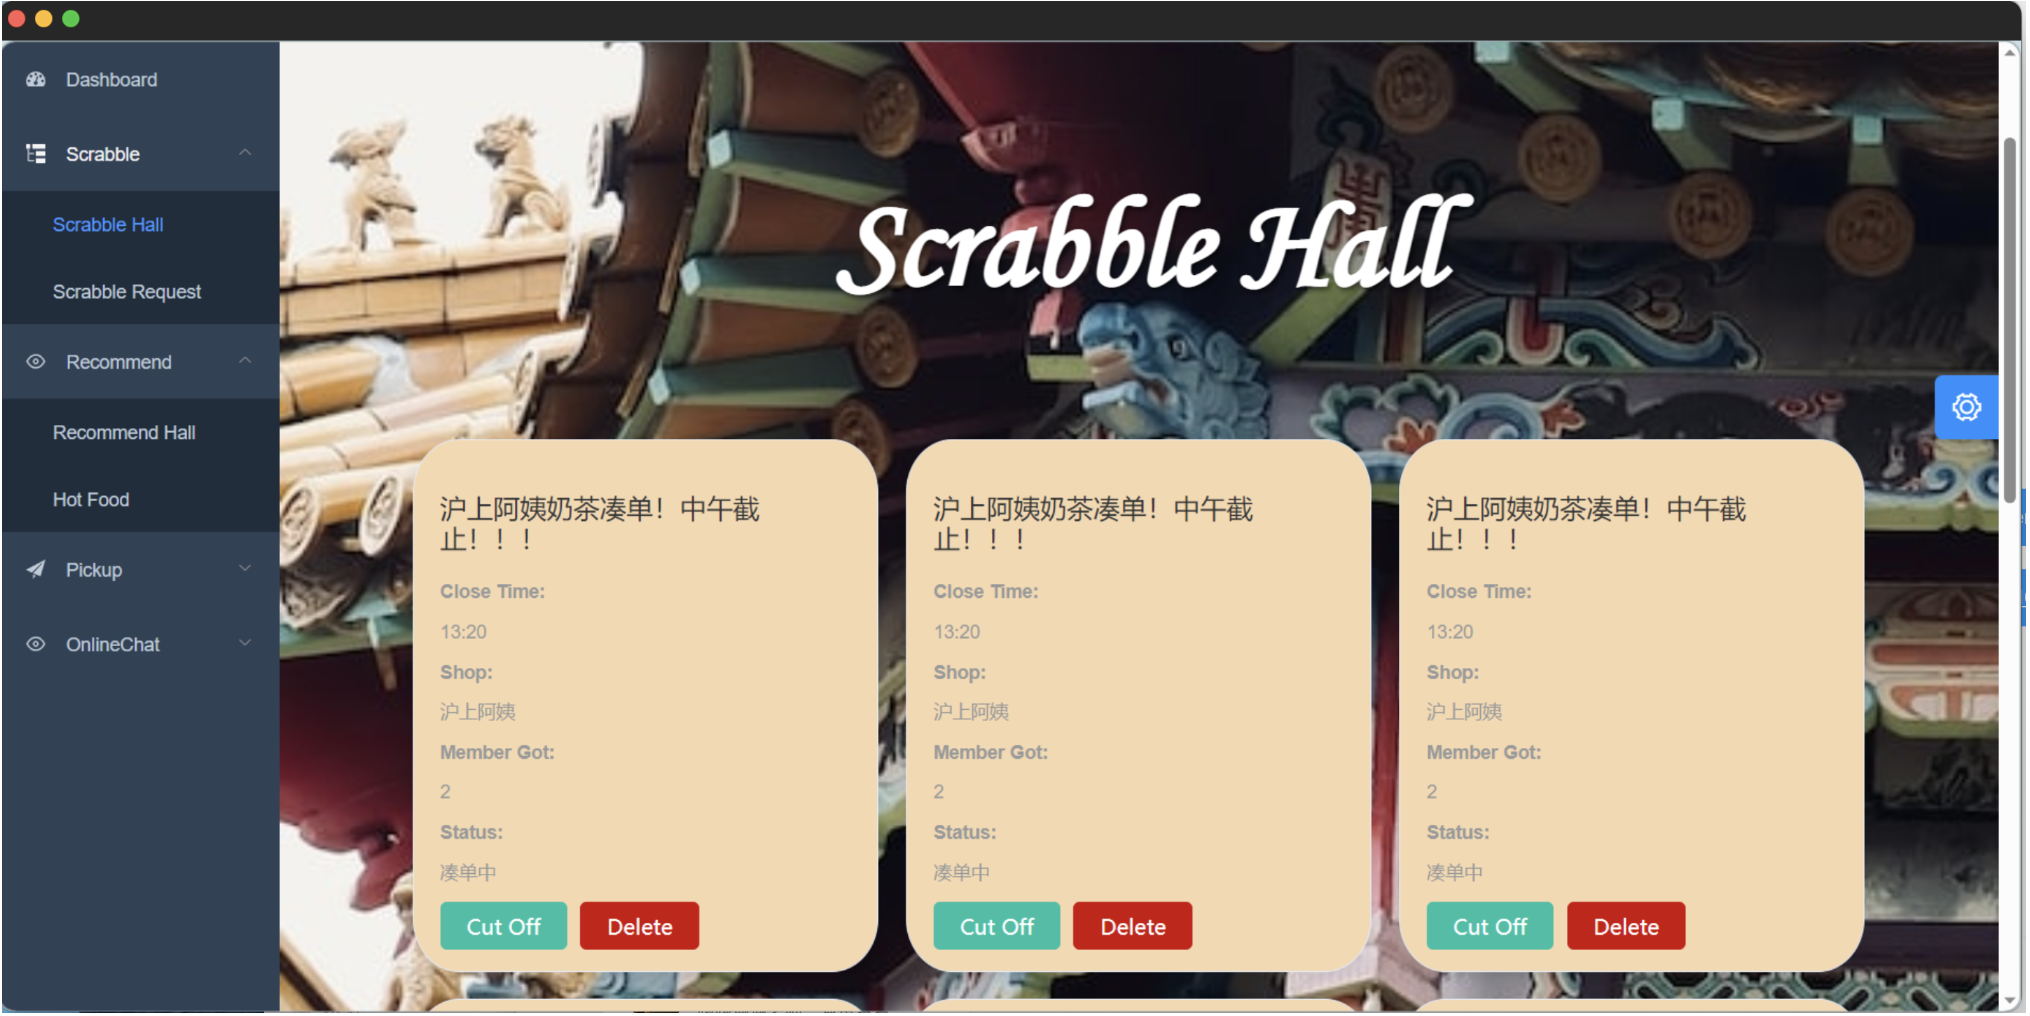 Dashboard
Scrabble
Scrabble Hall
Scrabble Request
Recommend
Recommend Hall
Hot Food
Pickup
OnlineChat
Scrabble Hall
沪上阿姨奶茶凑单！中午截
止！！！
Close Time:
13:20
Shop:
沪上阿姨
Member Got:
2
Status:
凑单中
Cut Off
Delete
沪上阿姨奶茶凑单！中午截
止！！！
Close Time:
13:20
Shop:
沪上阿姨
Member Got:
2
Status:
凑单中
Cut Off
Delete
沪上阿姨奶茶凑单！中午截
止！！！
Close Time:
13:20
Shop:
沪上阿姨
Member Got:
2
Status:
凑单中
Cut Off
Delete